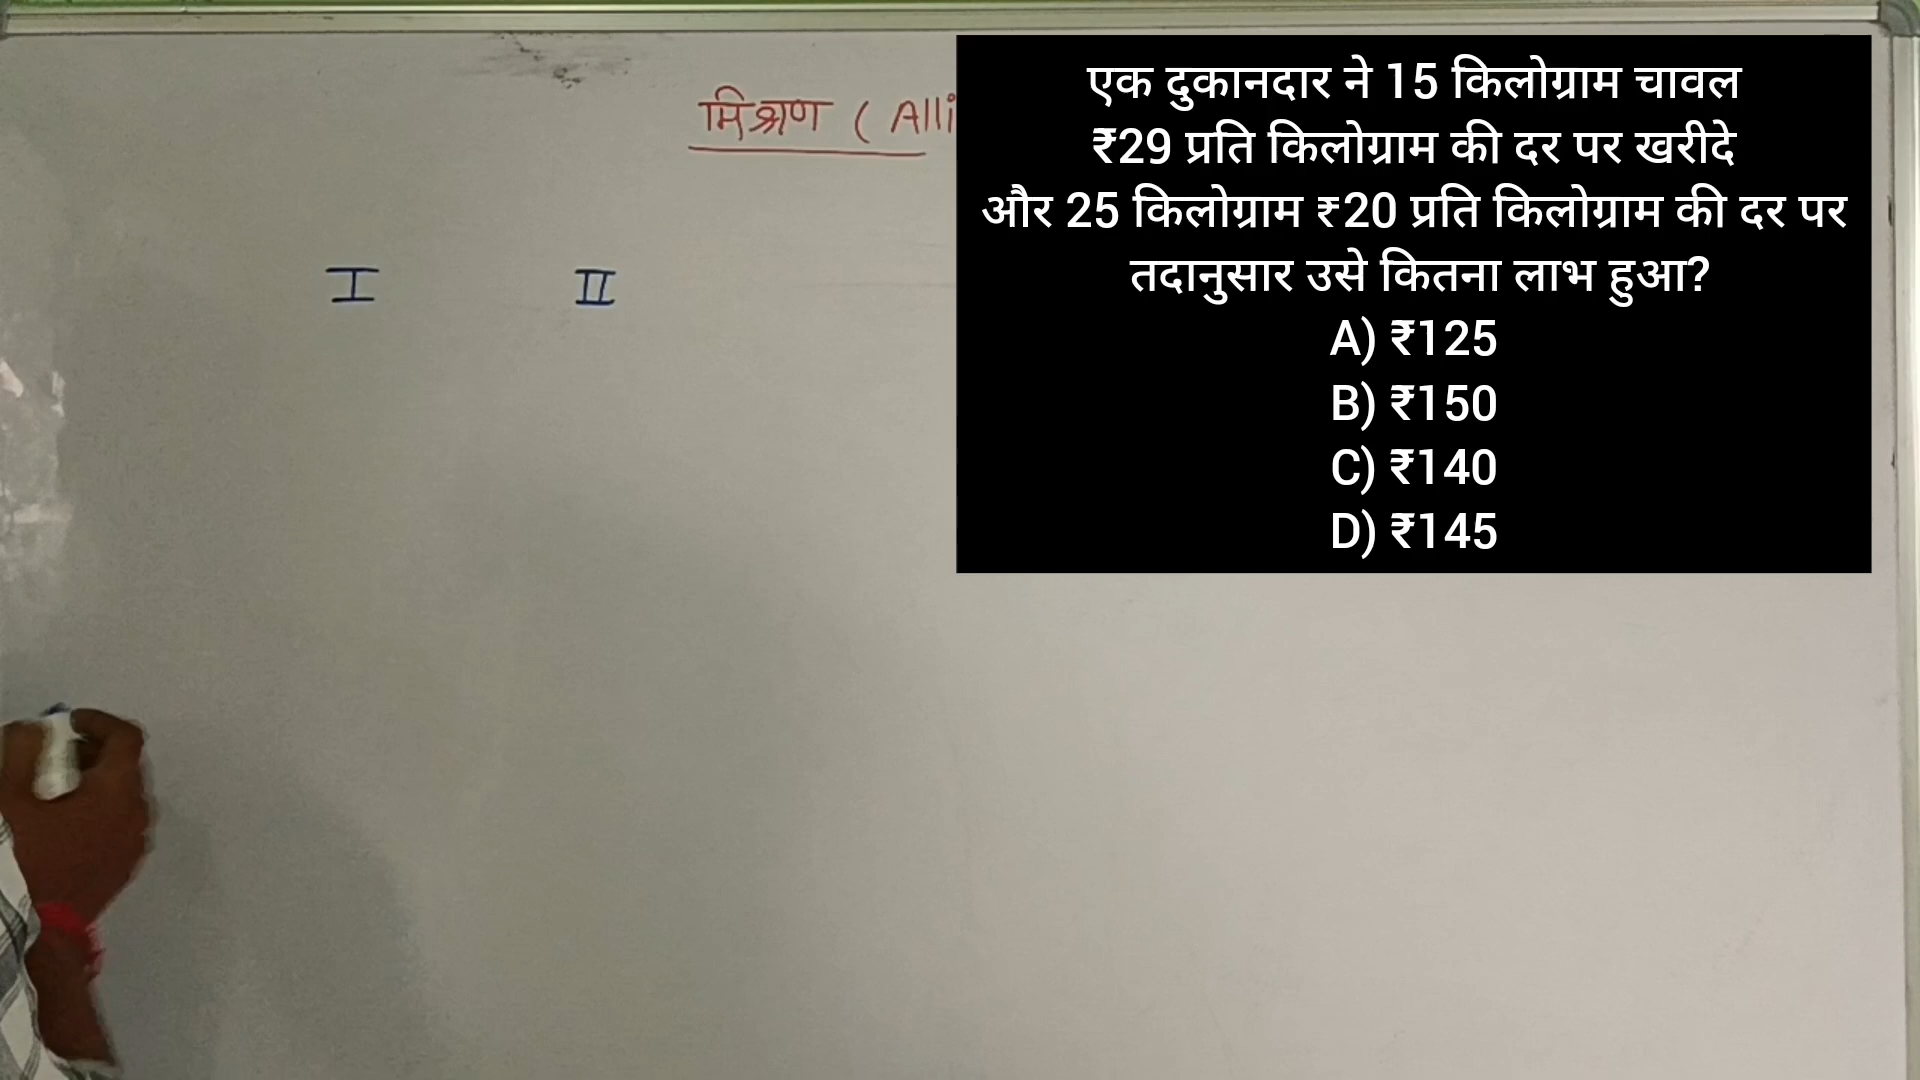 मिश्रण ( Alli
I II
एक दुकानदार ने 15 किलोग्राम चावल
₹29 प्रति किलोग्राम की दर पर खरीदे
और 25 किलोग्राम ₹20 प्रति किलोग्राम की दर पर
तदानुसार उसे कितना लाभ हुआ?
A) ₹125
B) ₹150
C) ₹140
D) ₹145